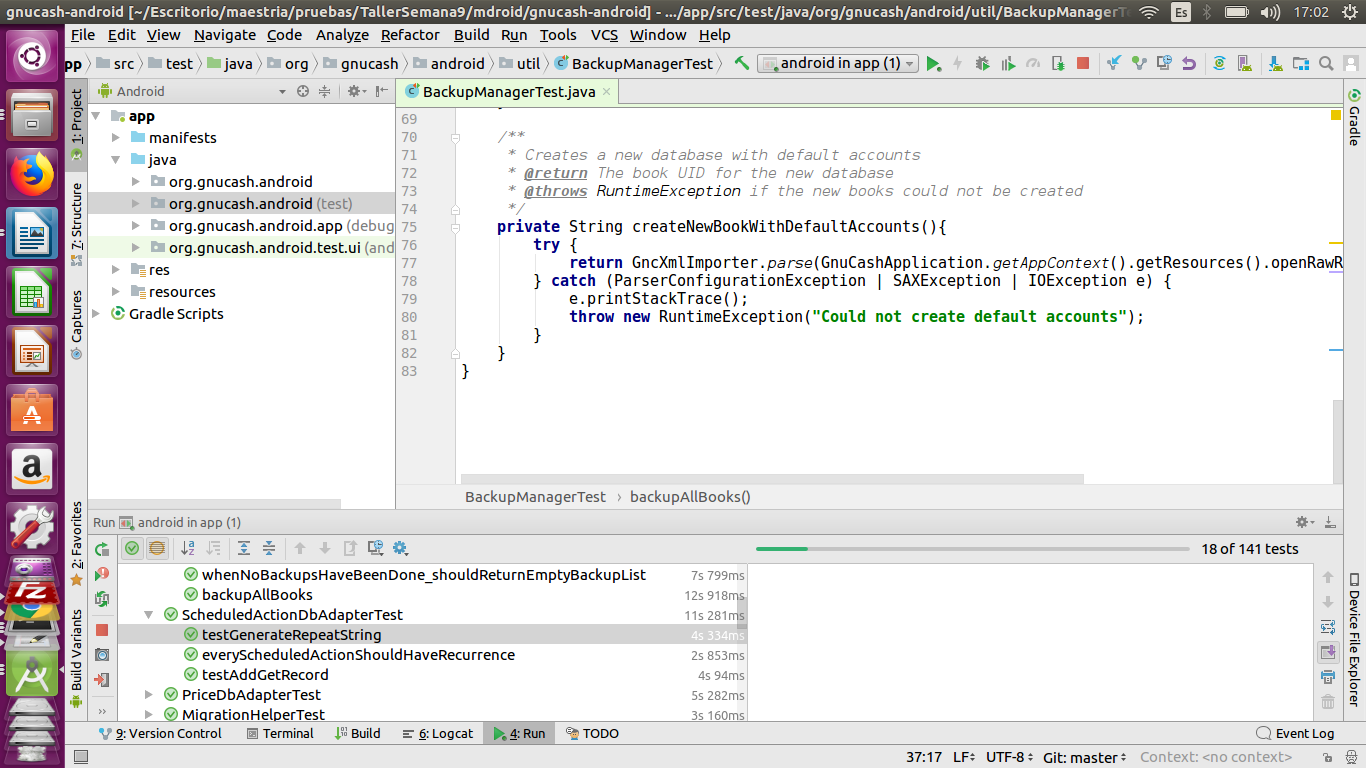 gnucash-android [~/Escritorio/maestria/pruebas/TallerSemana9/mdroid/gnucash-android] - .../app/src/test/java/org/gnucash/android/util/BackupManagerT
Es
17:02
File Edit View Navigate Code Analyze Refactor Build Run Tools VCS Window Help
pp src test java org gnucash android util BackupManagerTest android in app (1)
Android
BackupManagerTest.java
1: Project
7: Structure
Captures
2: Favorites
Build Variants
app
manifests
java
org.gnucash.android
org.gnucash.android (test)
org.gnucash.android.app (debug
org.gnucash.android.test.ui (and
res
resources
Gradle Scripts
69
70 /**
71 * Creates a new database with default accounts
72 * @return The book UID for the new database
73 * @throws RuntimeException if the new books could not be created
74 */
75 private String createNewBookWithDefaultAccounts(){
76 try {
77 return GncXmlImporter.parse(GnuCashApplication.getAppContext().getResources().openRawR
78 } catch (ParserConfigurationException | SAXException | IOException e) {
79 e.printStackTrace();
80 throw new RuntimeException("Could not create default accounts");
81 }
82 }
83 }
BackupManagerTest › backupAllBooks()
Gradle
Device File Explorer
Run android in app (1)
18 of 141 tests
whenNoBackupsHaveBeenDone_shouldReturnEmptyBackupList 7s 799ms
backupAllBooks 12s 918ms
ScheduledActionDbAdapterTest 11s 281ms
testGenerateRepeatString 4s 334ms
everyScheduledActionShouldHaveRecurrence 2s 853ms
testAddGetRecord 4s 94ms
PriceDbAdapterTest 5s 282ms
MigrationHelperTest 3s 160ms
9: Version Control Terminal Build 6: Logcat 4: Run TODO Event Log
37:17 LF UTF-8 Git: master Context: <no context>